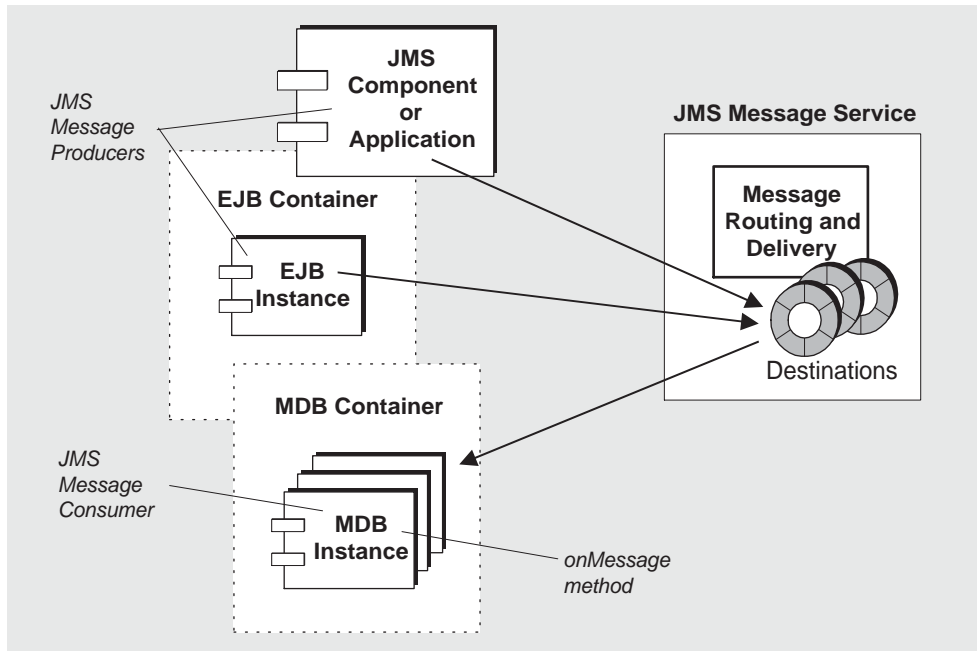 JMS
Component
or
Application
JMS
Message
Producers
JMS Message Service
Message
Routing and
Delivery
EJB Container
EJB
Instance
Destinations
MDB Container
JMS
Message
Consumer
MDB
Instance
onMessage
method